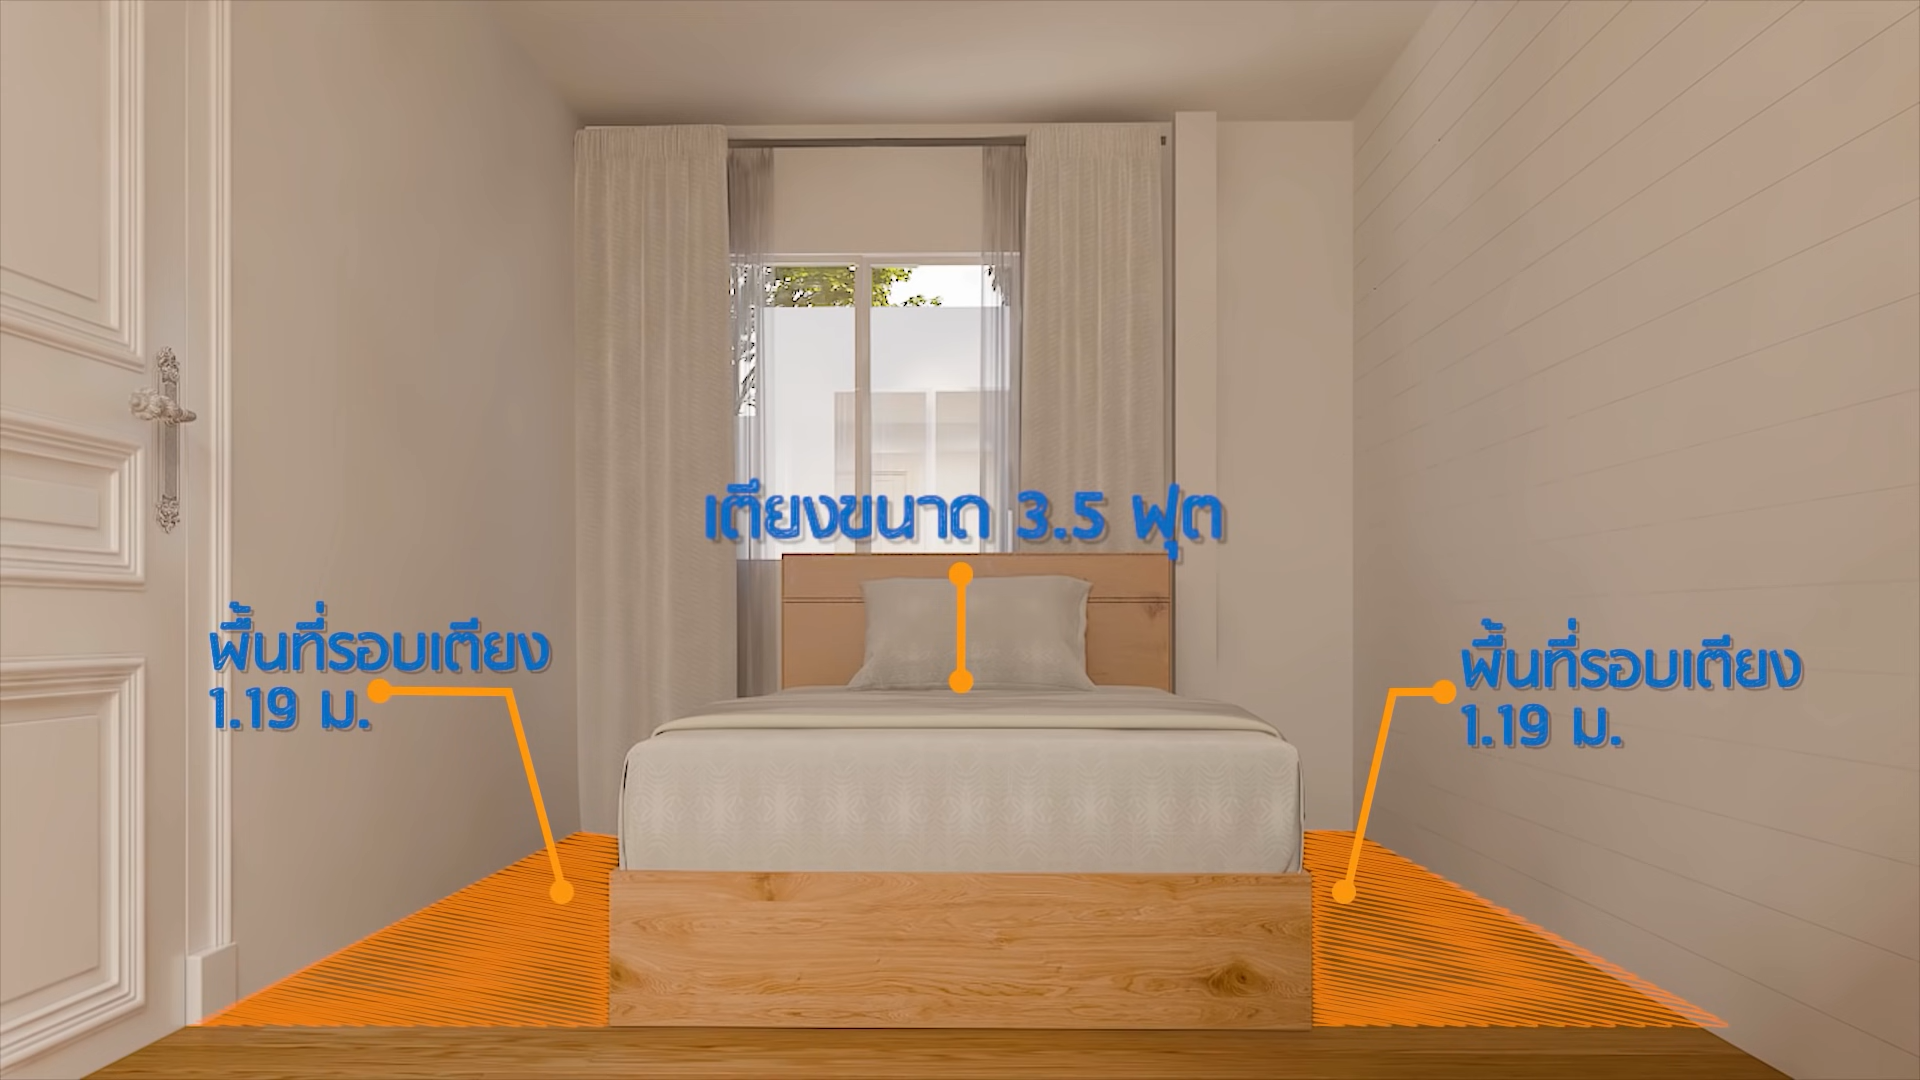 เตียงขนาด 3.5 ฟุต
พื้นที่รอบเตียง
1.19 ม.
พื้นที่รอบเตียง
1.19 ม.